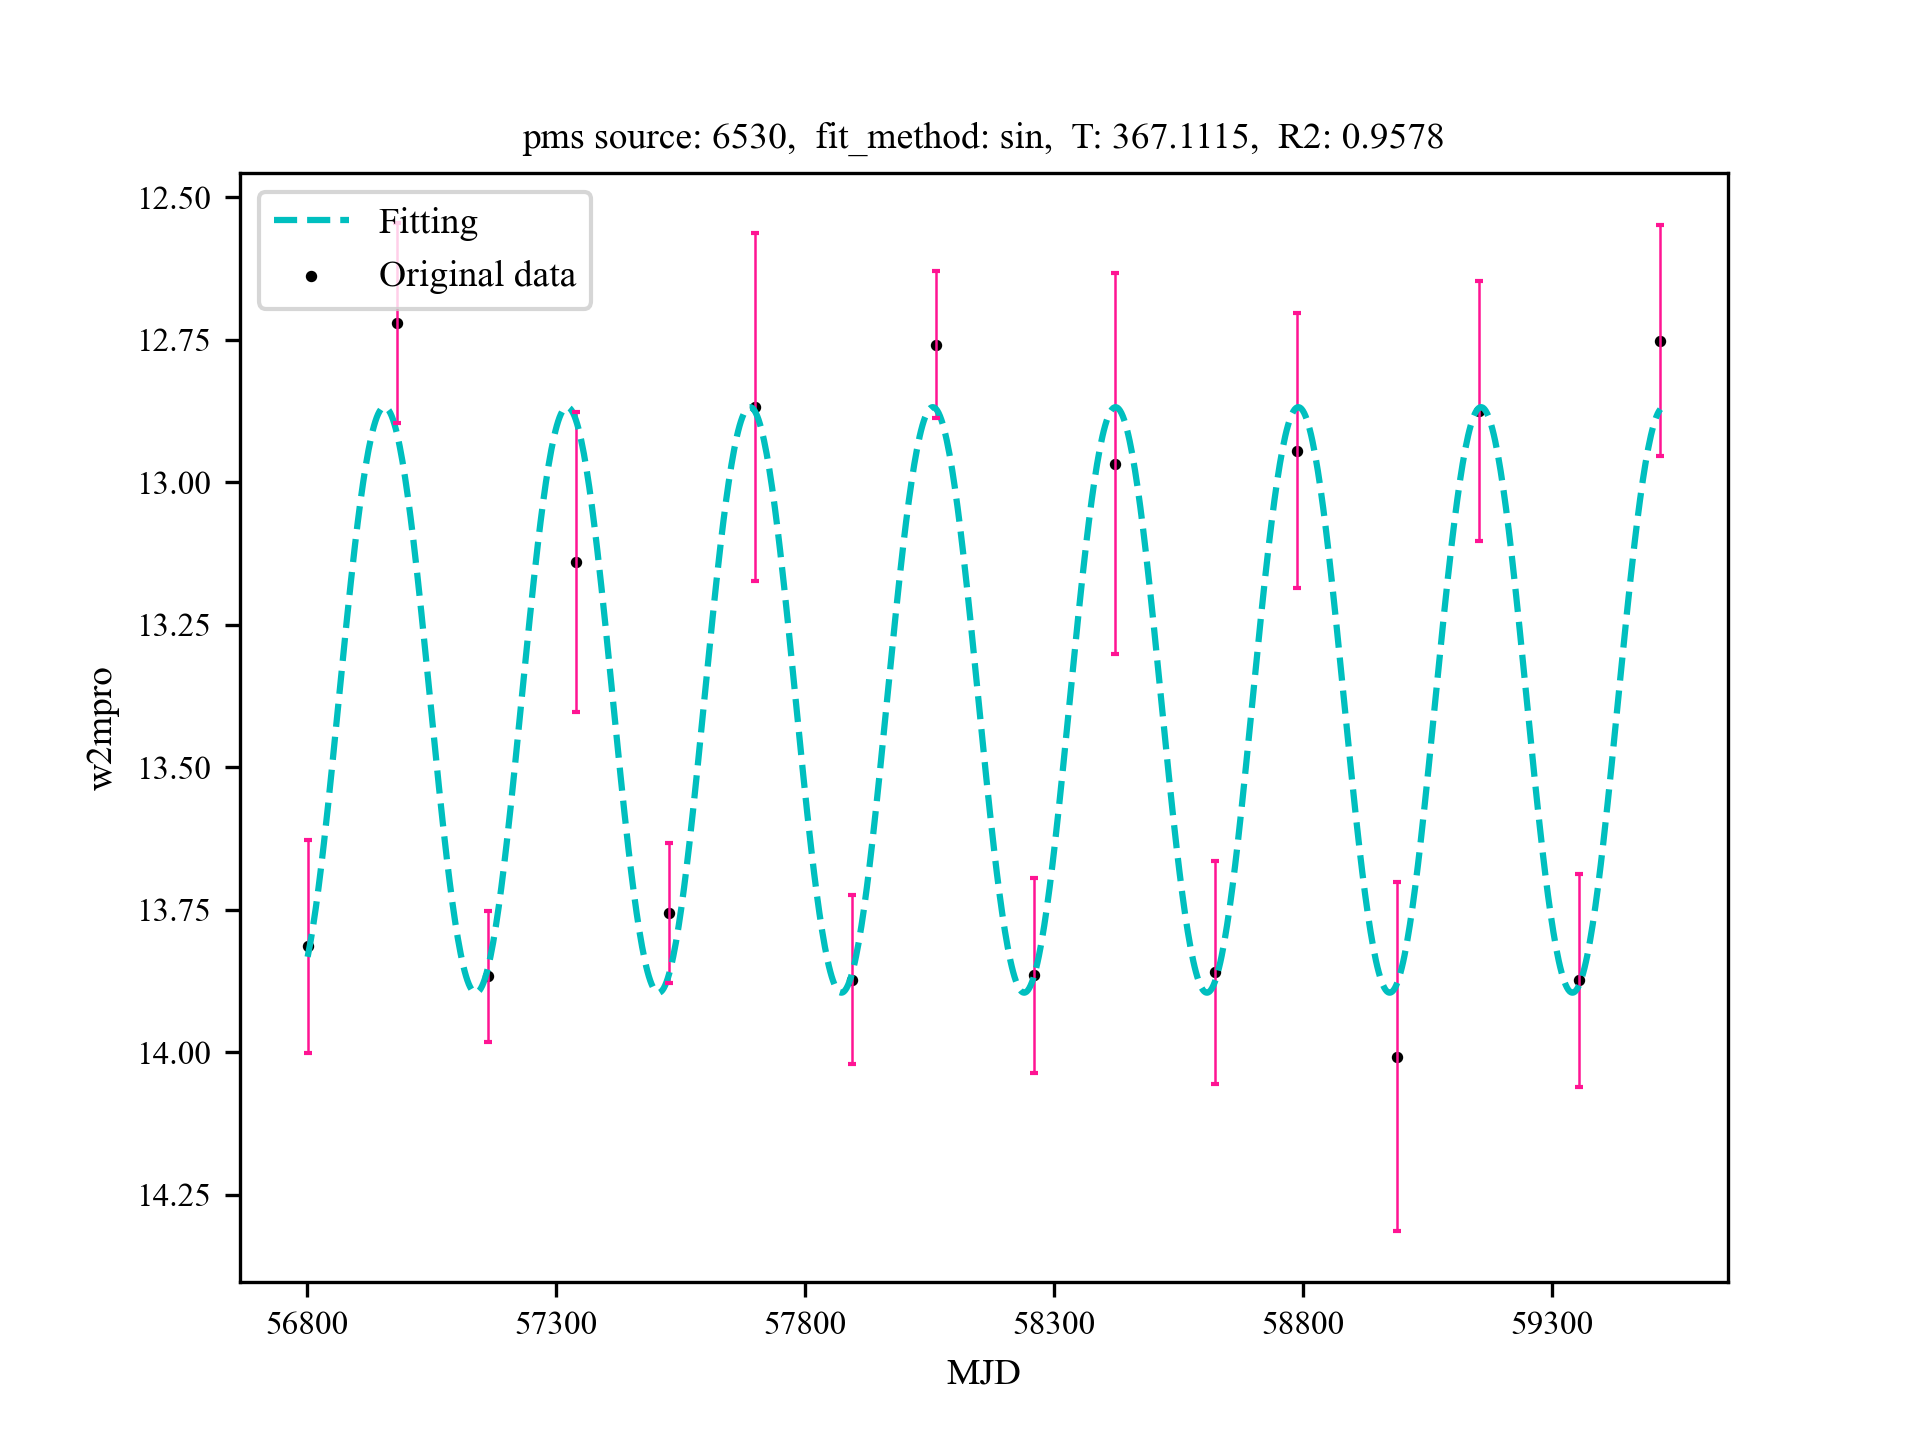 pms source: 6530,  fit_method: sin,  T: 367.1115,  R2: 0.9578
Fitting
Original data
12.50
12.75
13.00
13.25
13.50
13.75
14.00
14.25
w2mpro
56800 57300 57800 58300 58800 59300
MJD